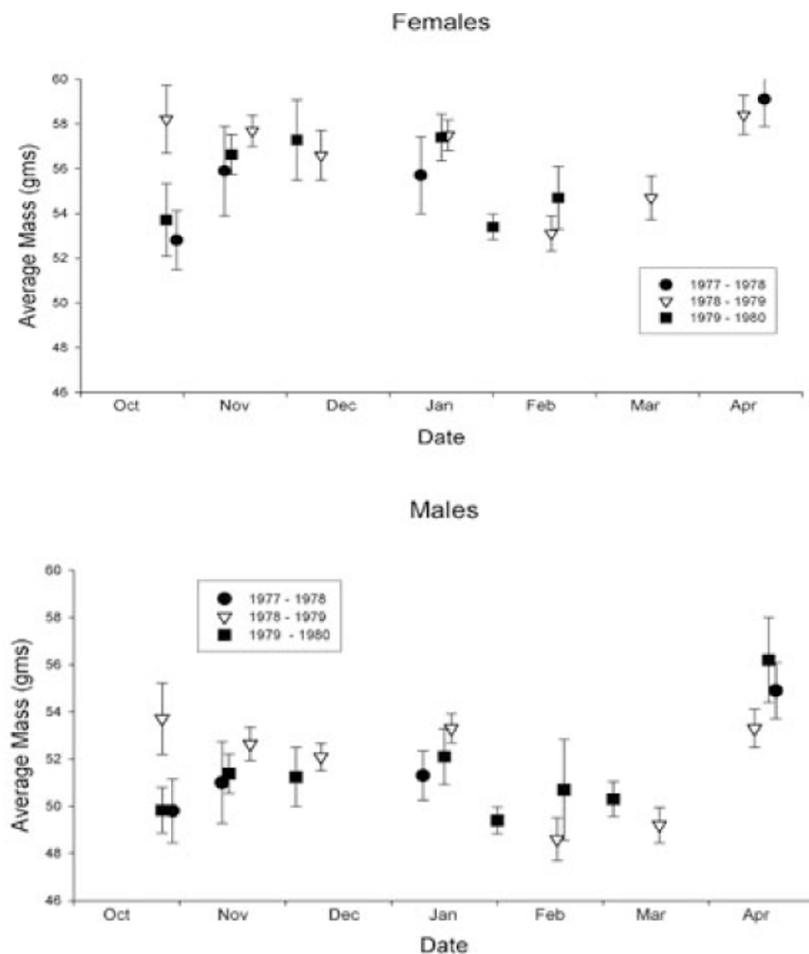 Females
60
58
56
54
52
50
48
46
Average Mass (gms)
1977 - 1978
1978 - 1979
1979 - 1980
Oct Nov Dec Jan Feb Mar Apr
Date
Males
60
58
56
54
52
50
48
46
Average Mass (gms)
1977 - 1978
1978 - 1979
1979 - 1980
Oct Nov Dec Jan Feb Mar Apr
Date